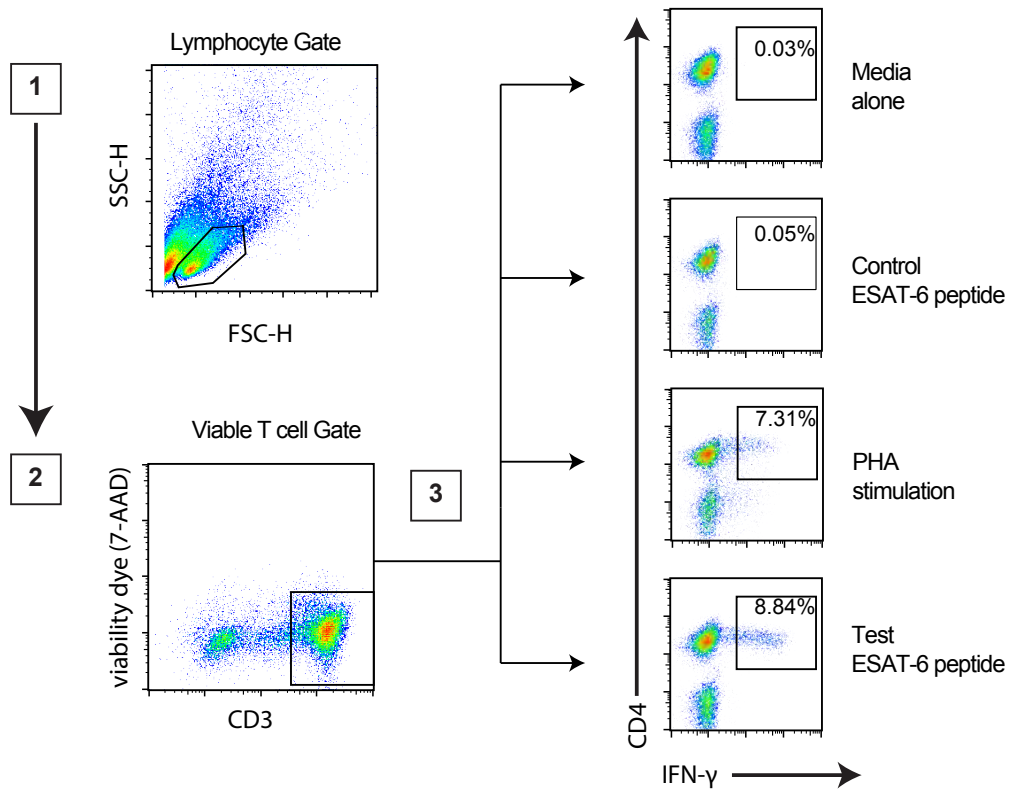 1
Lymphocyte Gate
SSC-H
FSC-H
2
Viable T cell Gate
viability dye (7-AAD)
CD3
3
0.03%
Media
alone
0.05%
Control
ESAT-6 peptide
7.31%
PHA
stimulation
8.84%
Test
ESAT-6 peptide
CD4
IFN-γ